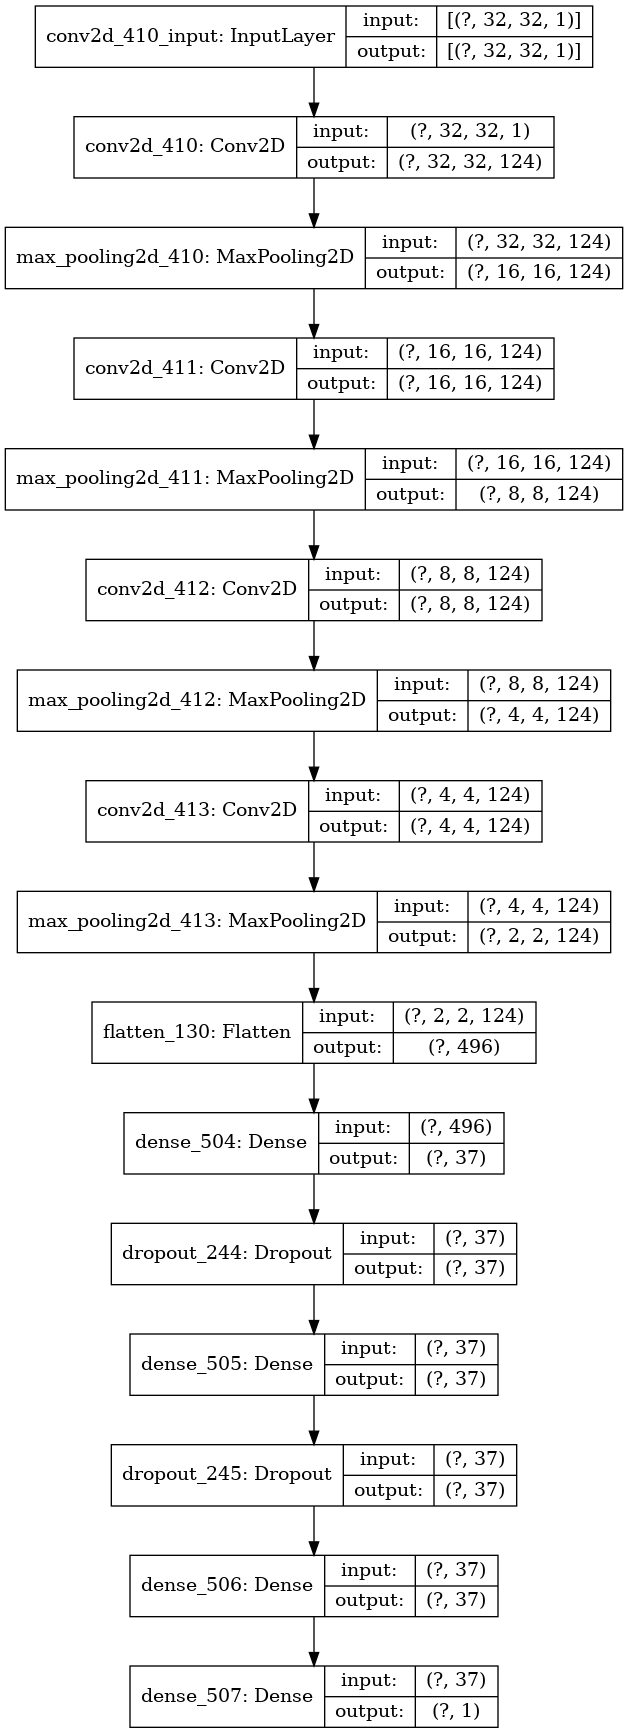 conv2d_410_input: InputLayer
input: [(?, 32, 32, 1)]
output: [(?, 32, 32, 1)]
conv2d_410: Conv2D
input: (?, 32, 32, 1)
output: (?, 32, 32, 124)
max_pooling2d_410: MaxPooling2D
input: (?, 32, 32, 124)
output: (?, 16, 16, 124)
conv2d_411: Conv2D
input: (?, 16, 16, 124)
output: (?, 16, 16, 124)
max_pooling2d_411: MaxPooling2D
input: (?, 16, 16, 124)
output: (?, 8, 8, 124)
conv2d_412: Conv2D
input: (?, 8, 8, 124)
output: (?, 8, 8, 124)
max_pooling2d_412: MaxPooling2D
input: (?, 8, 8, 124)
output: (?, 4, 4, 124)
conv2d_413: Conv2D
input: (?, 4, 4, 124)
output: (?, 4, 4, 124)
max_pooling2d_413: MaxPooling2D
input: (?, 4, 4, 124)
output: (?, 2, 2, 124)
flatten_130: Flatten
input: (?, 2, 2, 124)
output: (?, 496)
dense_504: Dense
input: (?, 496)
output: (?, 37)
dropout_244: Dropout
input: (?, 37)
output: (?, 37)
dense_505: Dense
input: (?, 37)
output: (?, 37)
dropout_245: Dropout
input: (?, 37)
output: (?, 37)
dense_506: Dense
input: (?, 37)
output: (?, 37)
dense_507: Dense
input: (?, 37)
output: (?, 1)